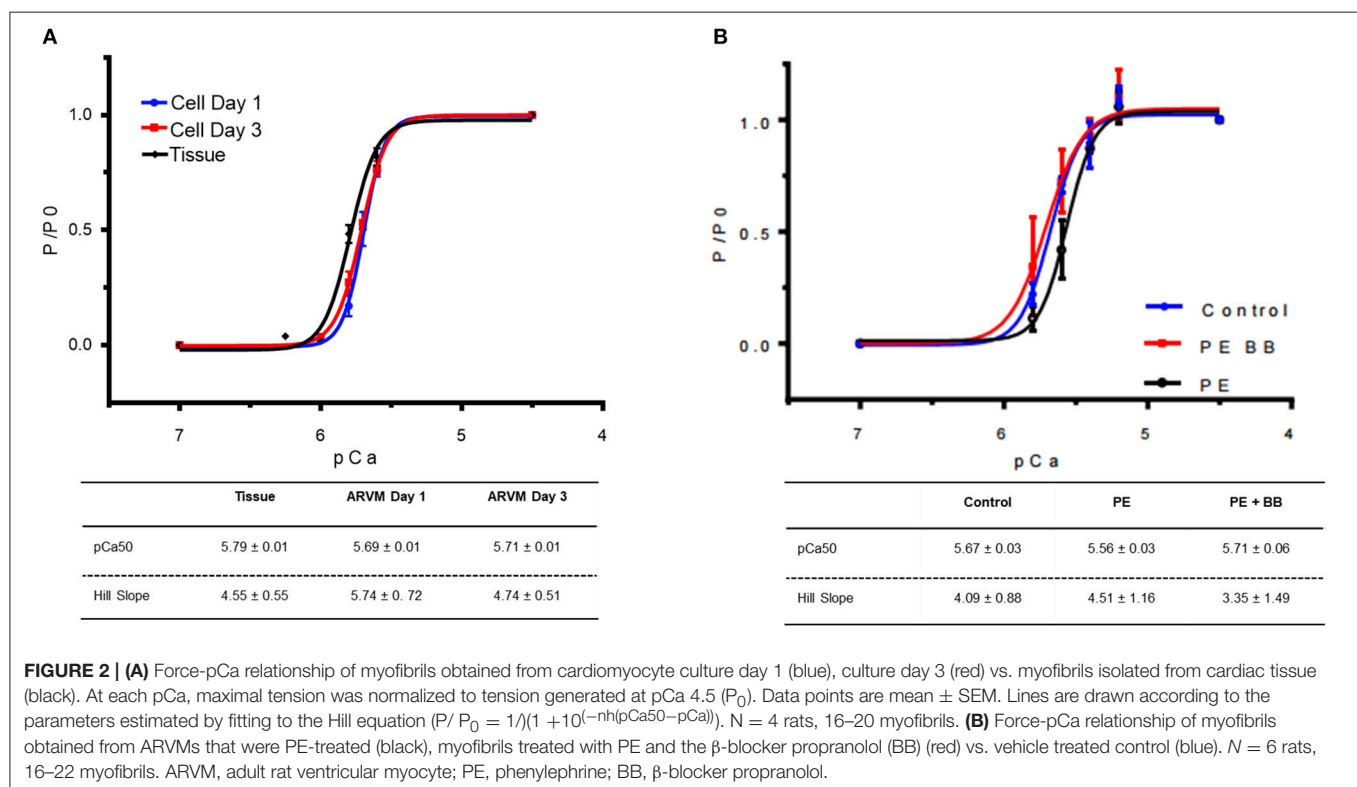 A
Cell Day 1
Cell Day 3
Tissue
1.0
0.5
0.0
P/P0
7 6 5 4
pCa
Tissue ARVM Day 1 ARVM Day 3
pCa50 5.79 ± 0.01 5.69 ± 0.01 5.71 ± 0.01
Hill Slope 4.55 ± 0.55 5.74 ± 0. 72 4.74 ± 0.51
B
1.0
0.5
0.0
P/P0
Control
PE BB
PE
7 6 5 4
pCa
Control PE PE + BB
pCa50 5.67 ± 0.03 5.56 ± 0.03 5.71 ± 0.06
Hill Slope 4.09 ± 0.88 4.51 ± 1.16 3.35 ± 1.49
FIGURE 2 | (A) Force-pCa relationship of myofibrils obtained from cardiomyocyte culture day 1 (blue), culture day 3 (red) vs. myofibrils isolated from cardiac tissue
(black). At each pCa, maximal tension was normalized to tension generated at pCa 4.5 (P₀). Data points are mean ± SEM. Lines are drawn according to the
parameters estimated by fitting to the Hill equation (P/ P₀ = 1/)(1 +10^(−nh(pCa50−pCa)). N = 4 rats, 16–20 myofibrils. (B) Force-pCa relationship of myofibrils
obtained from ARVMs that were PE-treated (black), myofibrils treated with PE and the β-blocker propranolol (BB) (red) vs. vehicle treated control (blue). N = 6 rats,
16–22 myofibrils. ARVM, adult rat ventricular myocyte; PE, phenylephrine; BB, β-blocker propranolol.